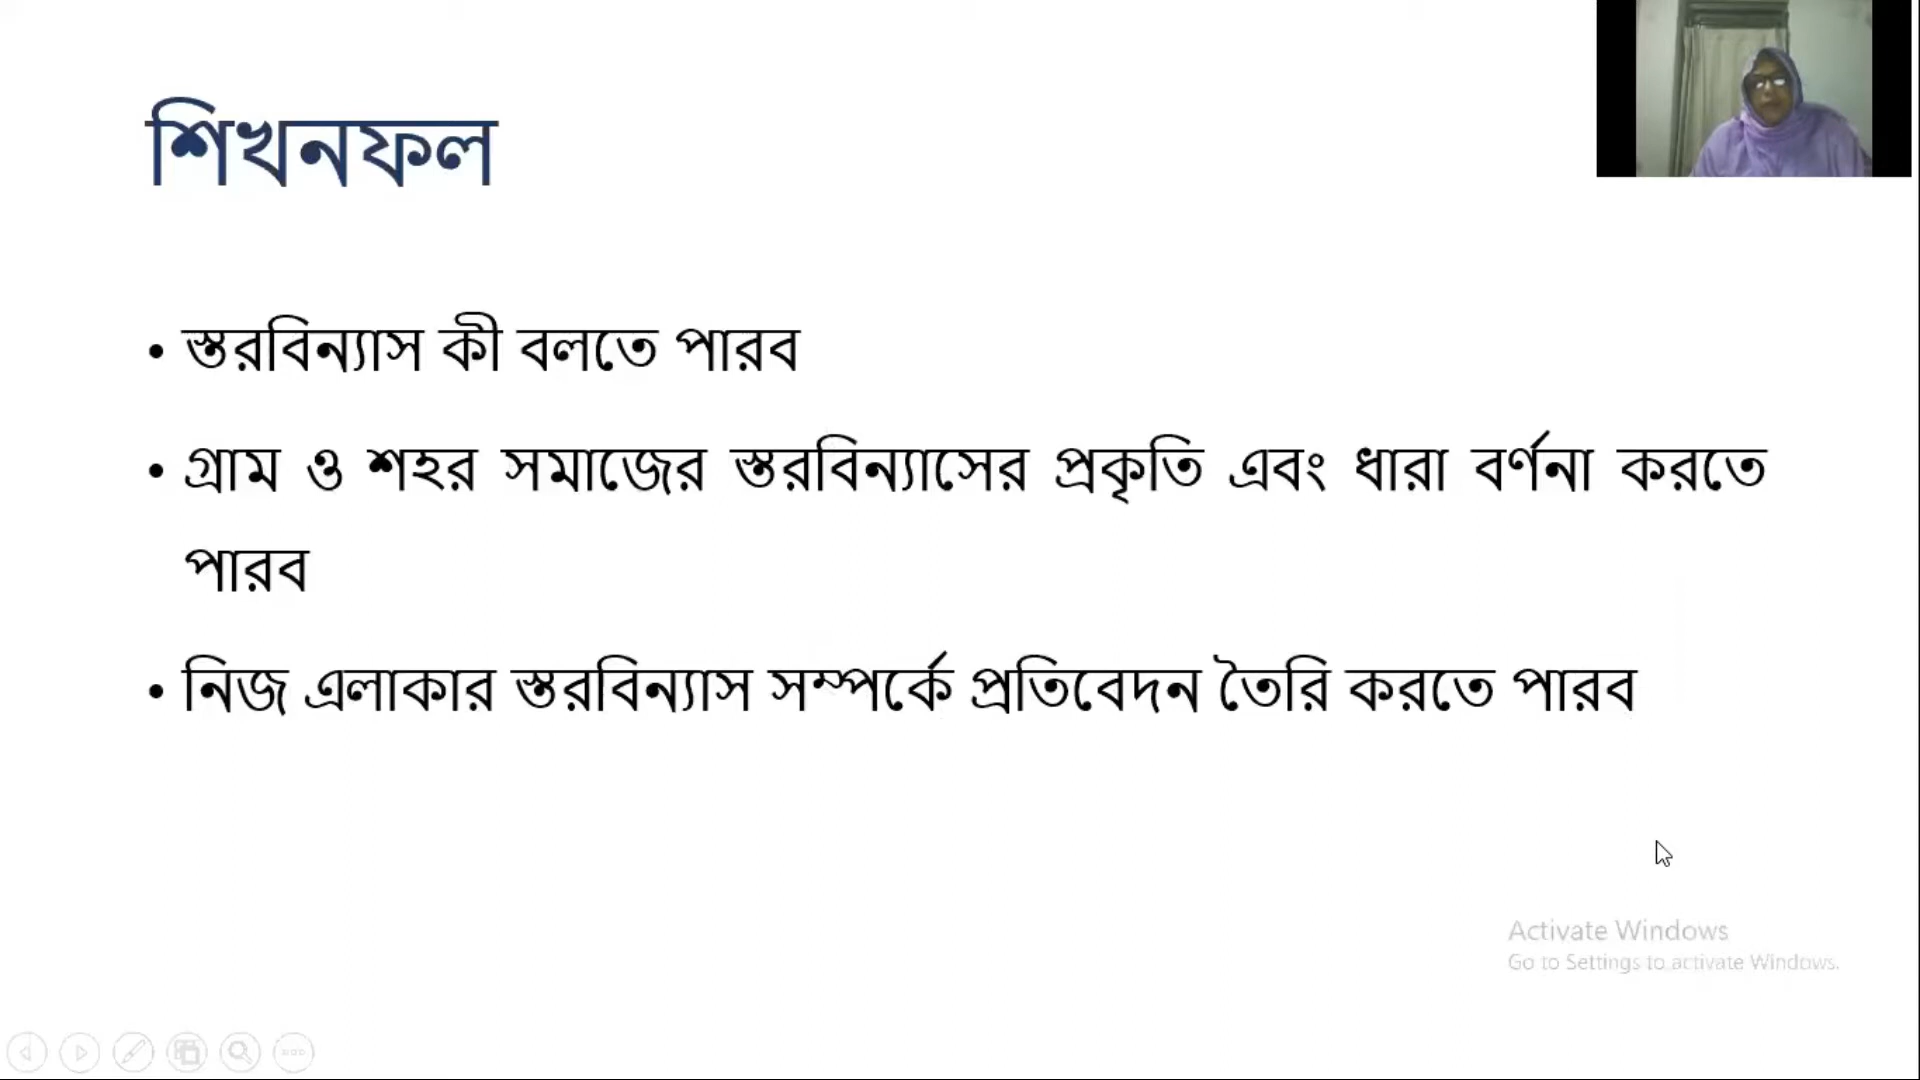 শিখনফল
• স্তরবিন্যাস কী বলতে পারব
• গ্রাম ও শহর সমাজের স্তরবিন্যাসের প্রকৃতি এবং ধারা বর্ণনা করতে
পারব
• নিজ এলাকার স্তরবিন্যাস সম্পর্কে প্রতিবেদন তৈরি করতে পারব
Activate Windows
Go to Settings to activate Windows.